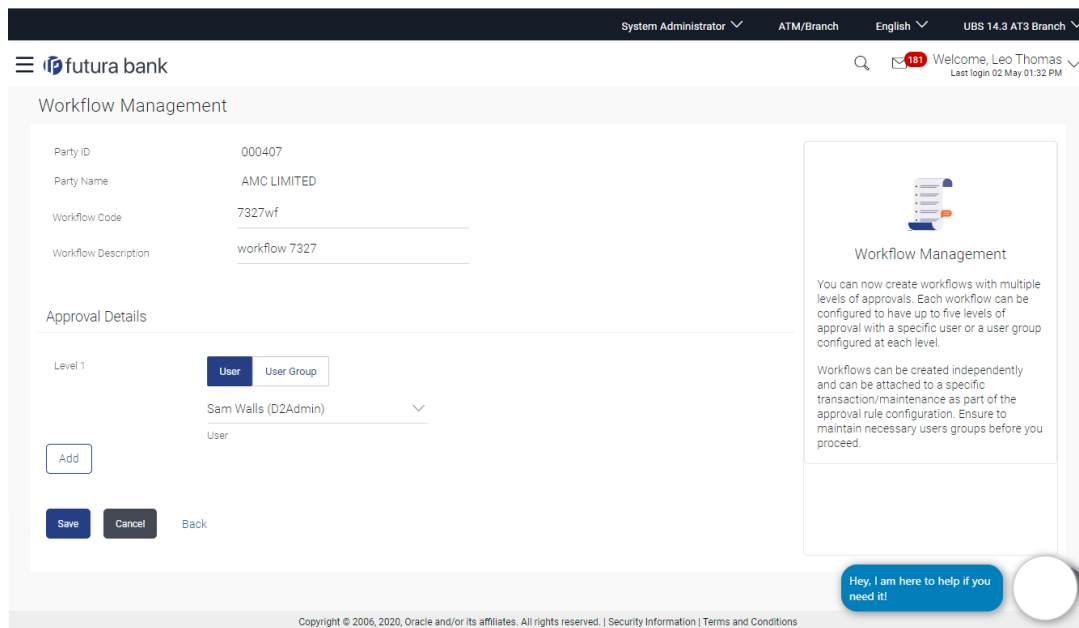 System Administrator ATM/Branch English UBS 14.3 AT3 Branch
futura bank
181
Welcome, Leo Thomas
Last login 02 May 01:32 PM
Workflow Management
Party ID 000407
Party Name AMC LIMITED
Workflow Code 7327wf
Workflow Description workflow 7327
Approval Details
Level 1 User User Group
Sam Walls (D2Admin)
User
Add
Save Cancel Back
Workflow Management
You can now create workflows with multiple
levels of approvals. Each workflow can be
configured to have up to five levels of
approval with a specific user or a user group
configured at each level.
Workflows can be created independently
and can be attached to a specific
transaction/maintenance as part of the
approval rule configuration. Ensure to
maintain necessary users groups before you
proceed.
Hey, I am here to help if you
need it!
Copyright © 2006, 2020, Oracle and/or its affiliates. All rights reserved. | Security Information | Terms and Conditions